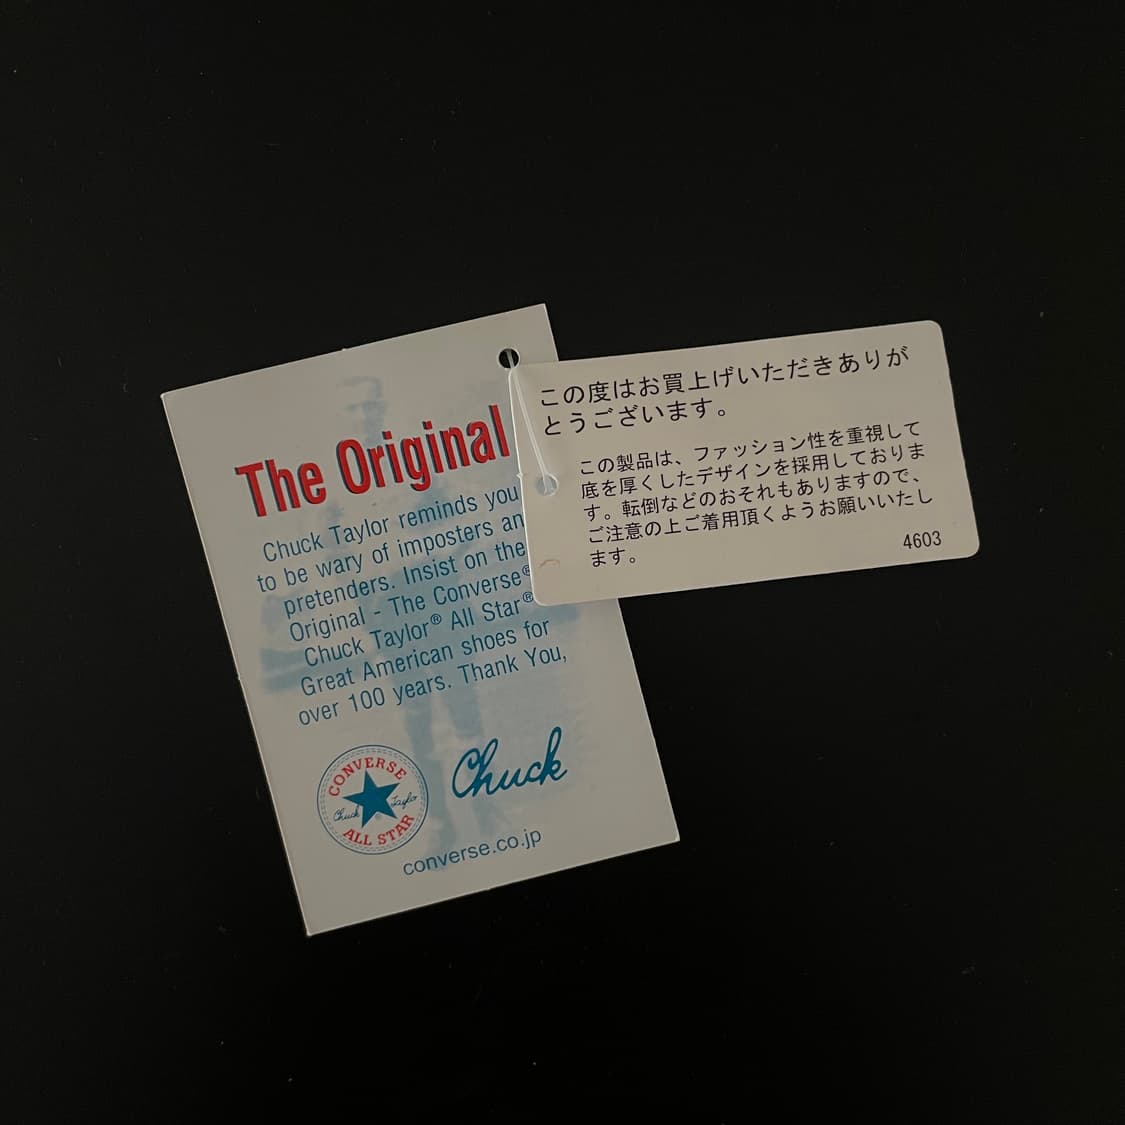 The Original
Chuck Taylor reminds you
to be wary of imposters an
pretenders. Insist on the
Original - The Converse®
Chuck Taylor® All Star®
Great American shoes for
over 100 years. Thank You,
Chuck
CONVERSE
Chuck Taylor
ALL STAR
converse.co.jp
この度はお買上げいただきありが
とうございます。
この製品は、ファッション性を重視して
底を厚くしたデザインを採用しておりま
す。転倒などのおそれもありますので、
ご注意の上ご着用頂くようお願いいたし
ます。
4603